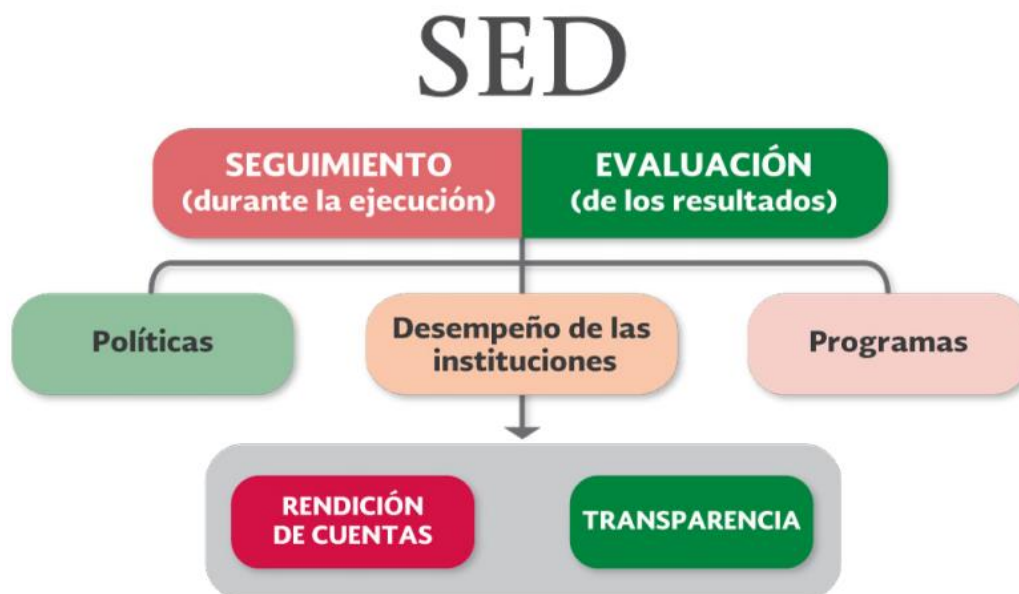 SED
SEGUIMIENTO
(durante la ejecución)
EVALUACIÓN
(de los resultados)
Políticas
Desempeño de las
instituciones
Programas
RENDICIÓN
DE CUENTAS
TRANSPARENCIA